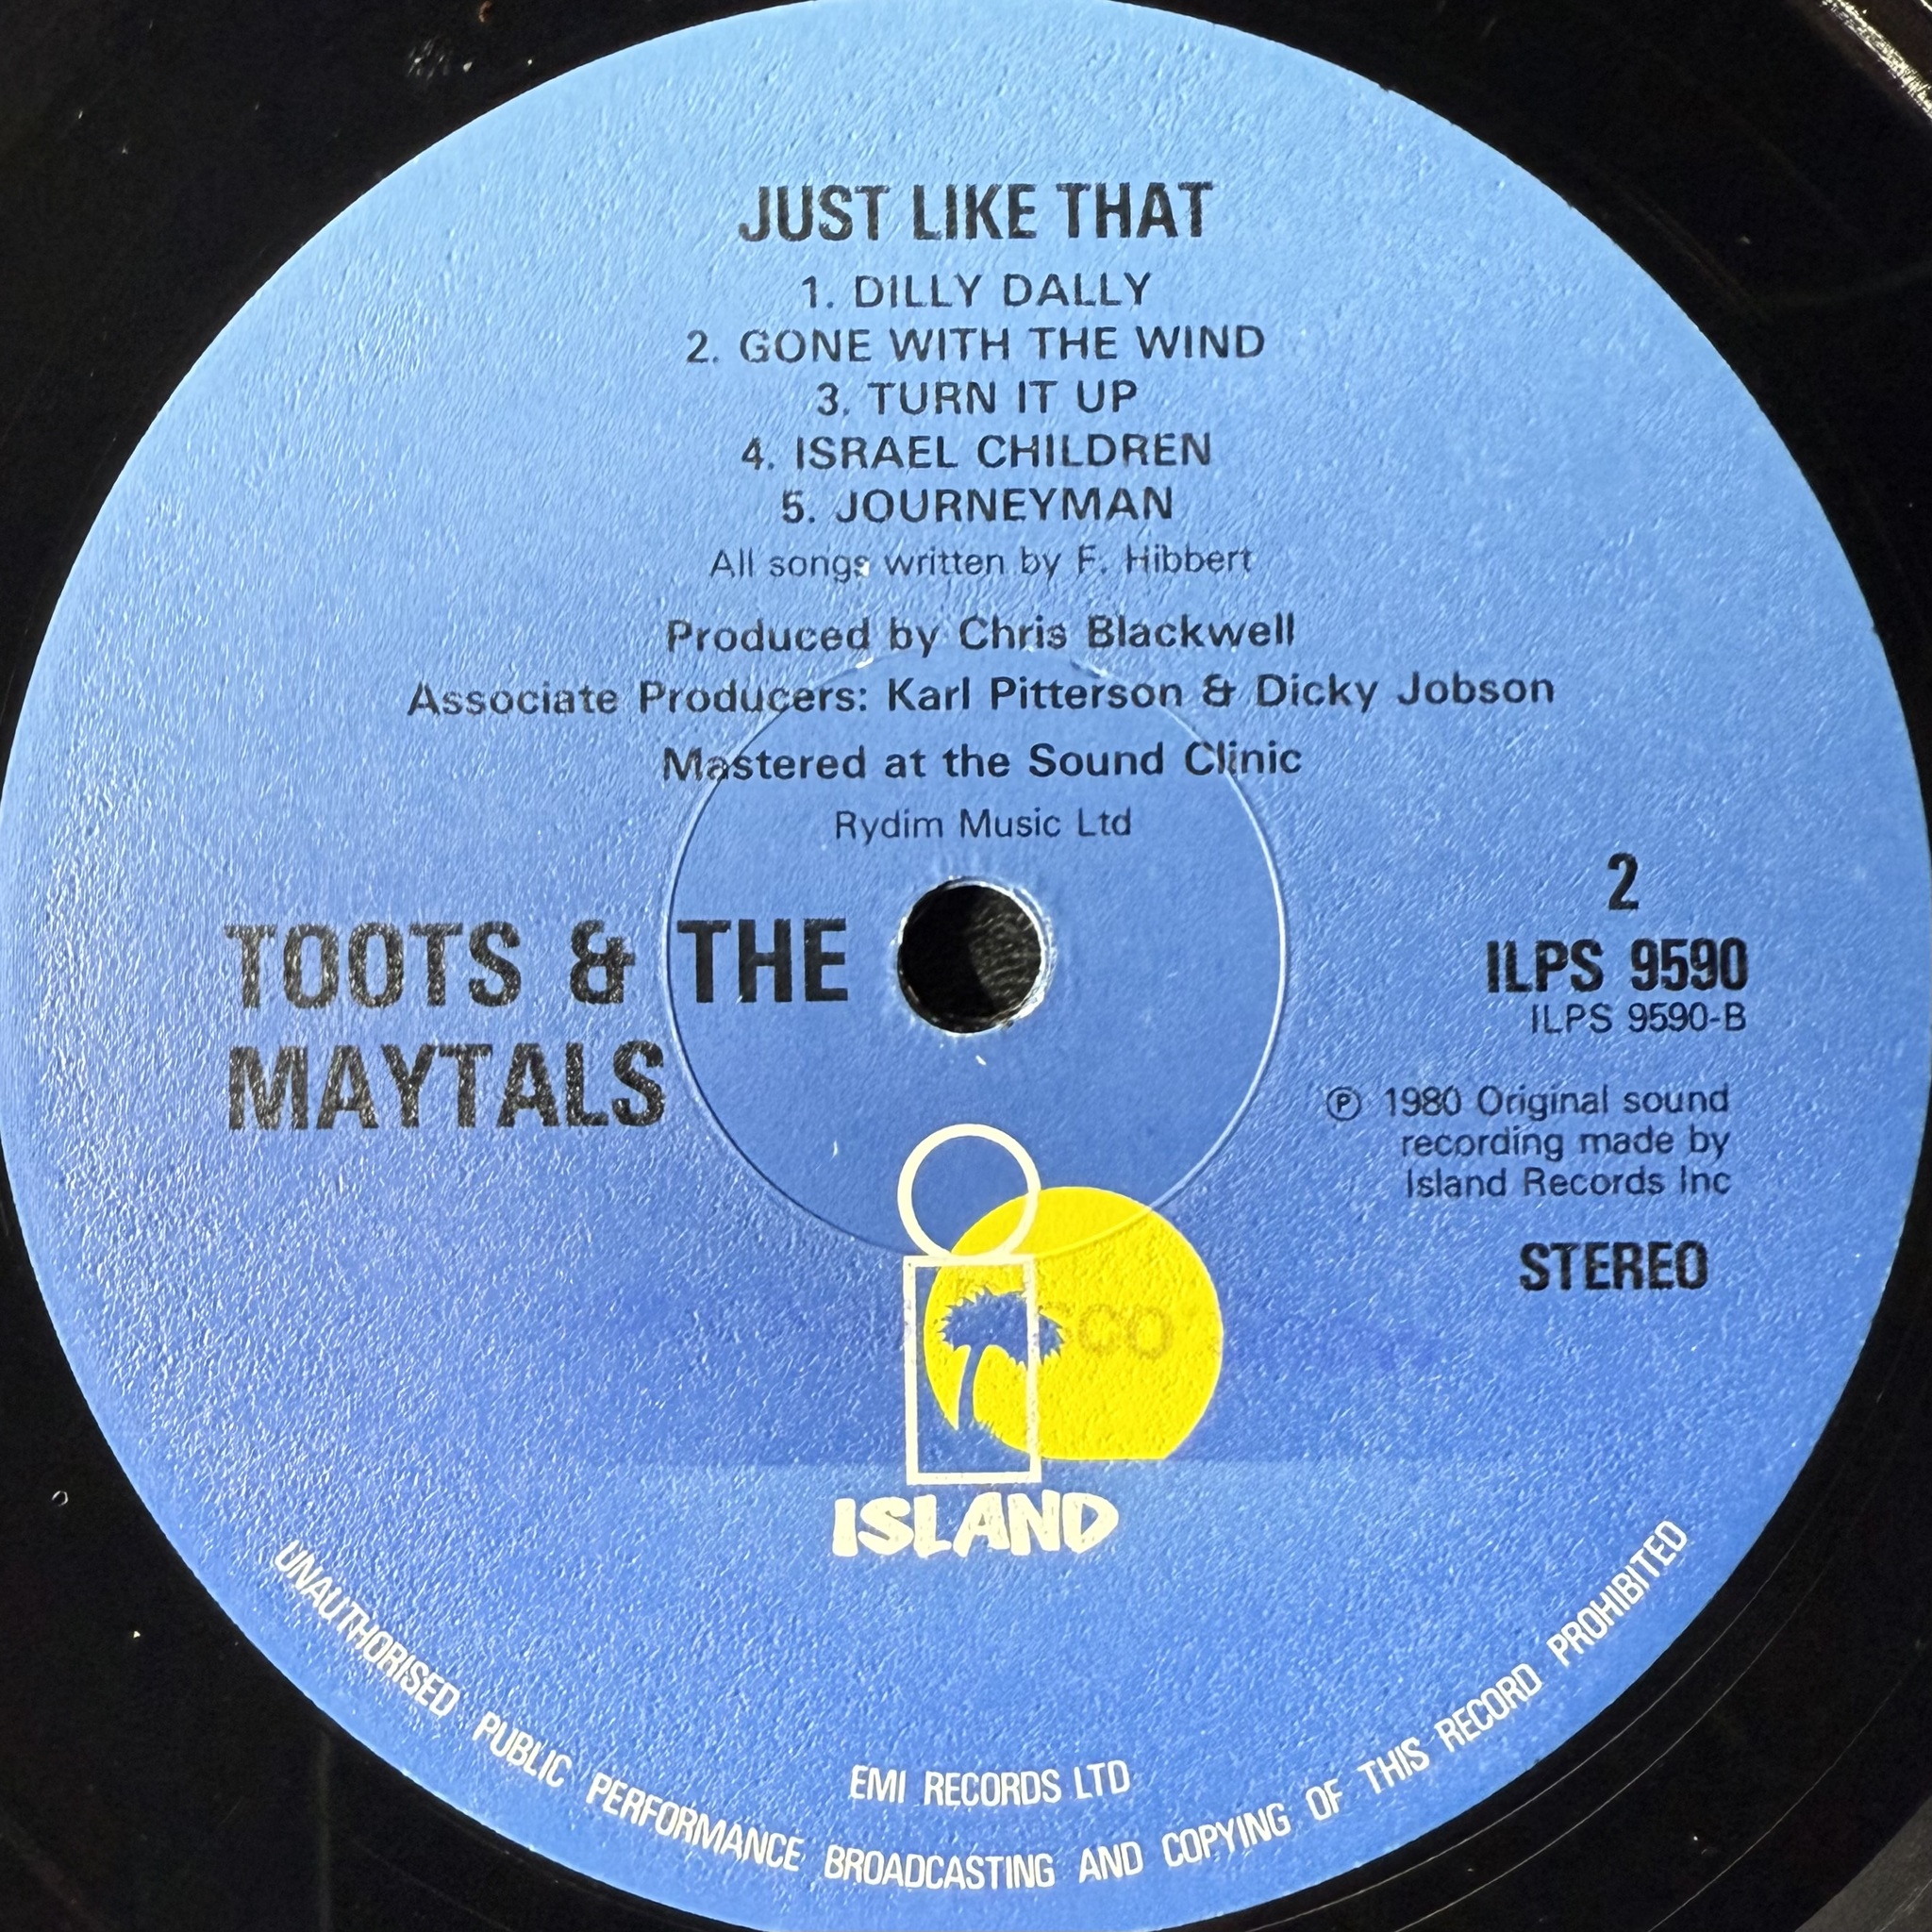 JUST LIKE THAT
1. DILLY DALLY
2. GONE WITH THE WIND
3. TURN IT UP
4. ISRAEL CHILDREN
5. JOURNEYMAN
All songs written by F. Hibbert
Produced by Chris Blackwell
Associate Producers: Karl Pitterson & Dicky Jobson
Mastered at the Sound Clinic
Rydim Music Ltd
TOOTS & THE
MAYTALS
2
ILPS 9590
ILPS 9590-B
℗ 1980 Original sound
recording made by
Island Records Inc
STEREO
ISLAND
EMI RECORDS LTD
UNAUTHORISED PUBLIC PERFORMANCE BROADCASTING AND COPYING OF THIS RECORD PROHIBITED